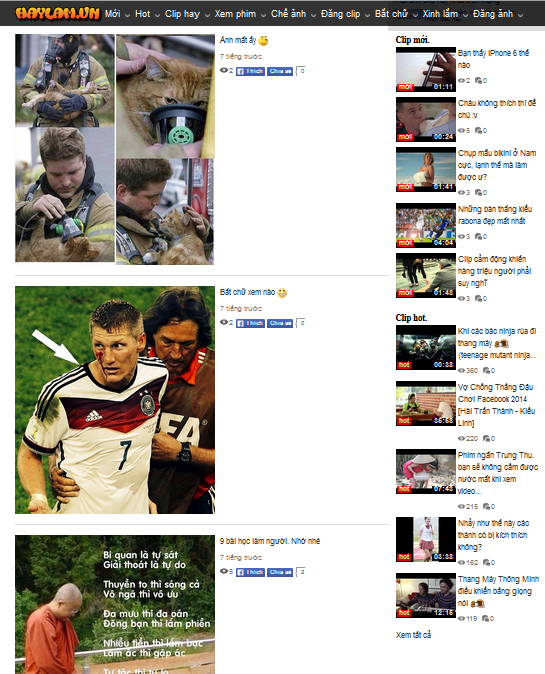 HAYLAM.VN
Mới Hot Clip hay Xem phim Chế ảnh Đăng clip Bắt chữ Xinh lắm Đăng ảnh
Ảnh mất ấy
7 tiếng trước
2 Thích Chia sẻ 0
Bắt chữ xem nào
7 tiếng trước
2 Thích Chia sẻ 0
7
FA
9 bài học làm người. Nhớ nhé
7 tiếng trước
5 Thích Chia sẻ 2
Bi quan là tự sát
Giải thoát là tự do
Thuyền to thì sóng cả
Vô ngã thì vô ưu
Đa mưu thì đa oán
Đông bạn thì lắm phiền
Nhiều tiền thì lắm bạc
Làm ác thì gặp ác
Tự tác thì tự la
Clip mới.
Bạn thấy iPhone 6 thế
nào
2 0
mới 01:11
Cháu không thích thì để
chú :v
5 0
mới 00:24
Chụp mẫu bikini ở Nam
cực, lạnh thế mà làm
được ư?
3 0
mới 01:41
Những bàn thắng kiểu
rabona đẹp mắt nhất
3 0
mới 04:04
Clip cảm động khiến
hàng triệu người phải
suy nghĩ
3 0
mới 01:48
Clip hot.
Khi các bác ninja rùa đi
thang máy
(teenage mutant ninja...
360 0
hot 00:38
Vợ Chồng Thắng Đậu
Chơi Facebook 2014
[Hài Trấn Thành - Kiều
Linh]
220 0
hot
Phim ngắn Trung Thu.
bạn sẽ không cầm được
nước mắt khi xem
video...
215 0
hot 07:48
Nhảy như thế này các
thánh có bị kích thích
không?
162 0
hot 03:38
Thang Máy Thông Minh
điều khiển bằng giọng
nói
119 0
hot 12:16
Xem tất cả